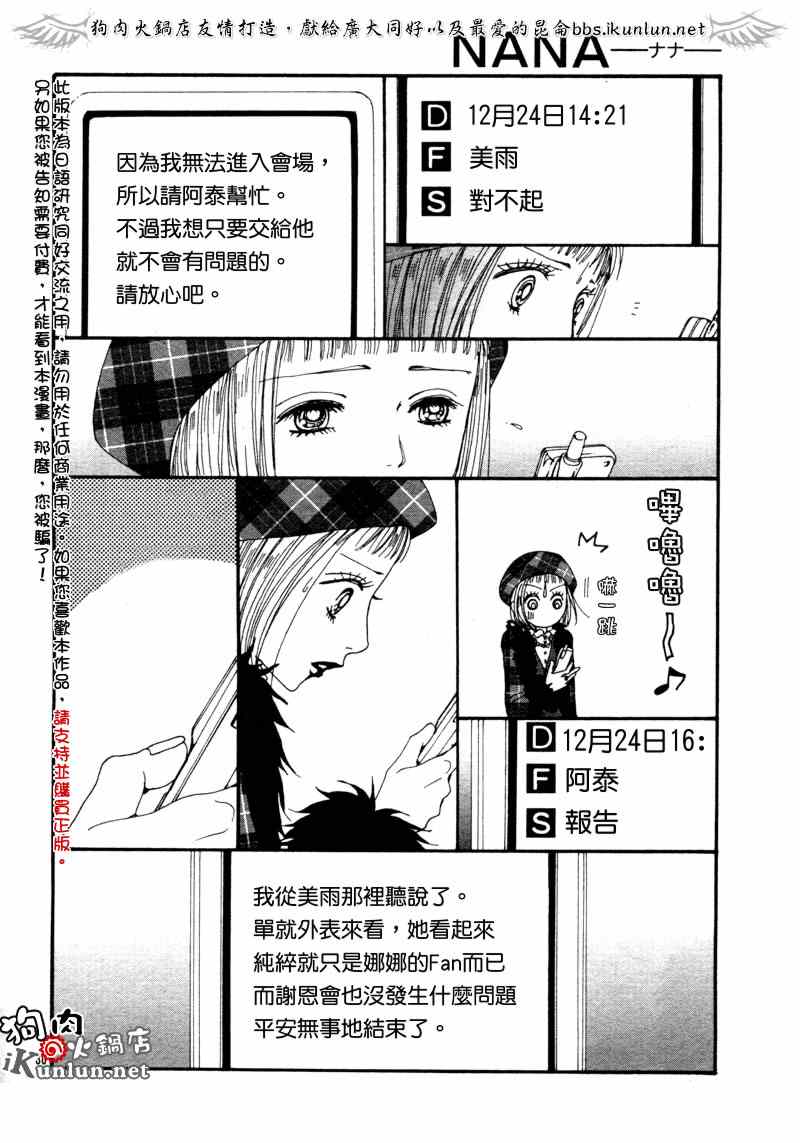 狗肉火鍋店友情打造，獻給廣大同好以及最愛的昆侖bbs.ikunlun.net
NANA——ナナ——
此版本為日語研究同好交流之用，請勿用於任何商業用途。如果您喜歡本作品，請支持並購買正版。
另如果您被告知需要付費，才能看到本漫畫，那麼，您被騙了！
D 12月24日14:21
F 美雨
S 對不起
因為我無法進入會場，
所以請阿泰幫忙。
不過我想只要交給他
就不會有問題的。
請放心吧。
嗶嚕嚕～♪
嚇一跳
D 12月24日16:
F 阿泰
S 報告
我從美雨那裡聽說了。
單就外表來看，她看起來
純綷就只是娜娜的Fan而已
而謝恩會也沒發生什麼問題
平安無事地結束了。
狗肉
火鍋店
iKunlun.net